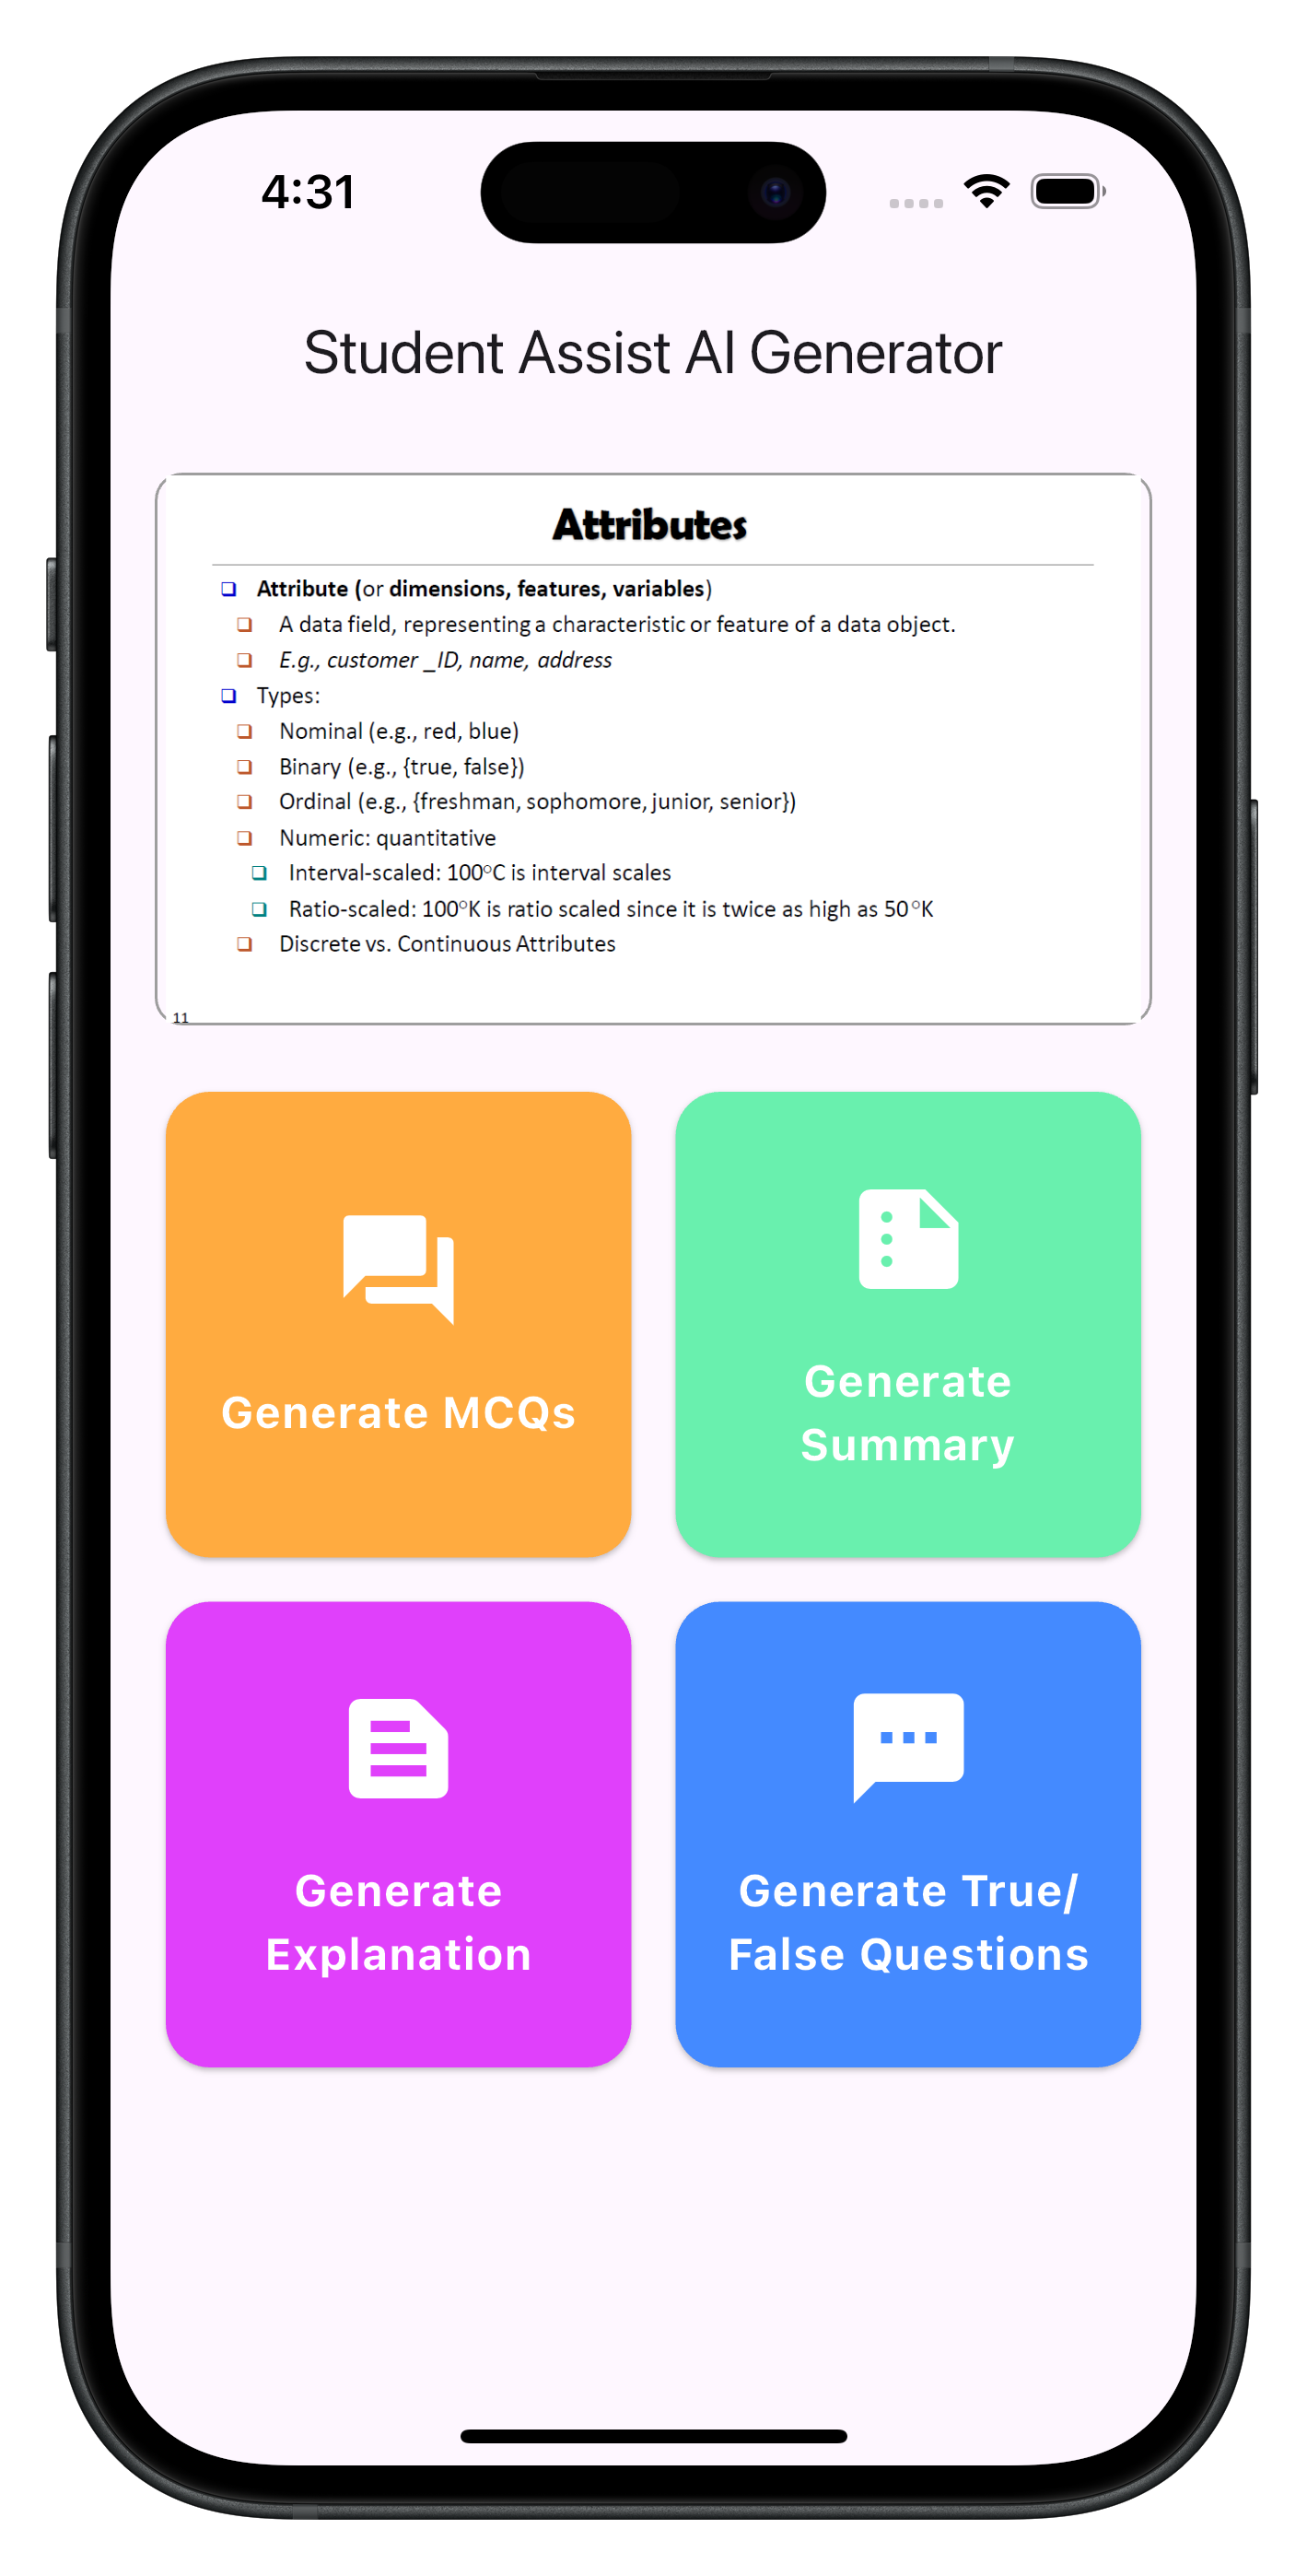 4:31
Student Assist AI Generator
Attributes
Attribute (or dimensions, features, variables)
A data field, representing a characteristic or feature of a data object.
E.g., customer _ID, name, address
Types:
Nominal (e.g., red, blue)
Binary (e.g., {true, false})
Ordinal (e.g., {freshman, sophomore, junior, senior})
Numeric: quantitative
Interval-scaled: 100°C is interval scales
Ratio-scaled: 100°K is ratio scaled since it is twice as high as 50 °K
Discrete vs. Continuous Attributes
11
Generate MCQs
Generate
Summary
Generate
Explanation
Generate True/
False Questions